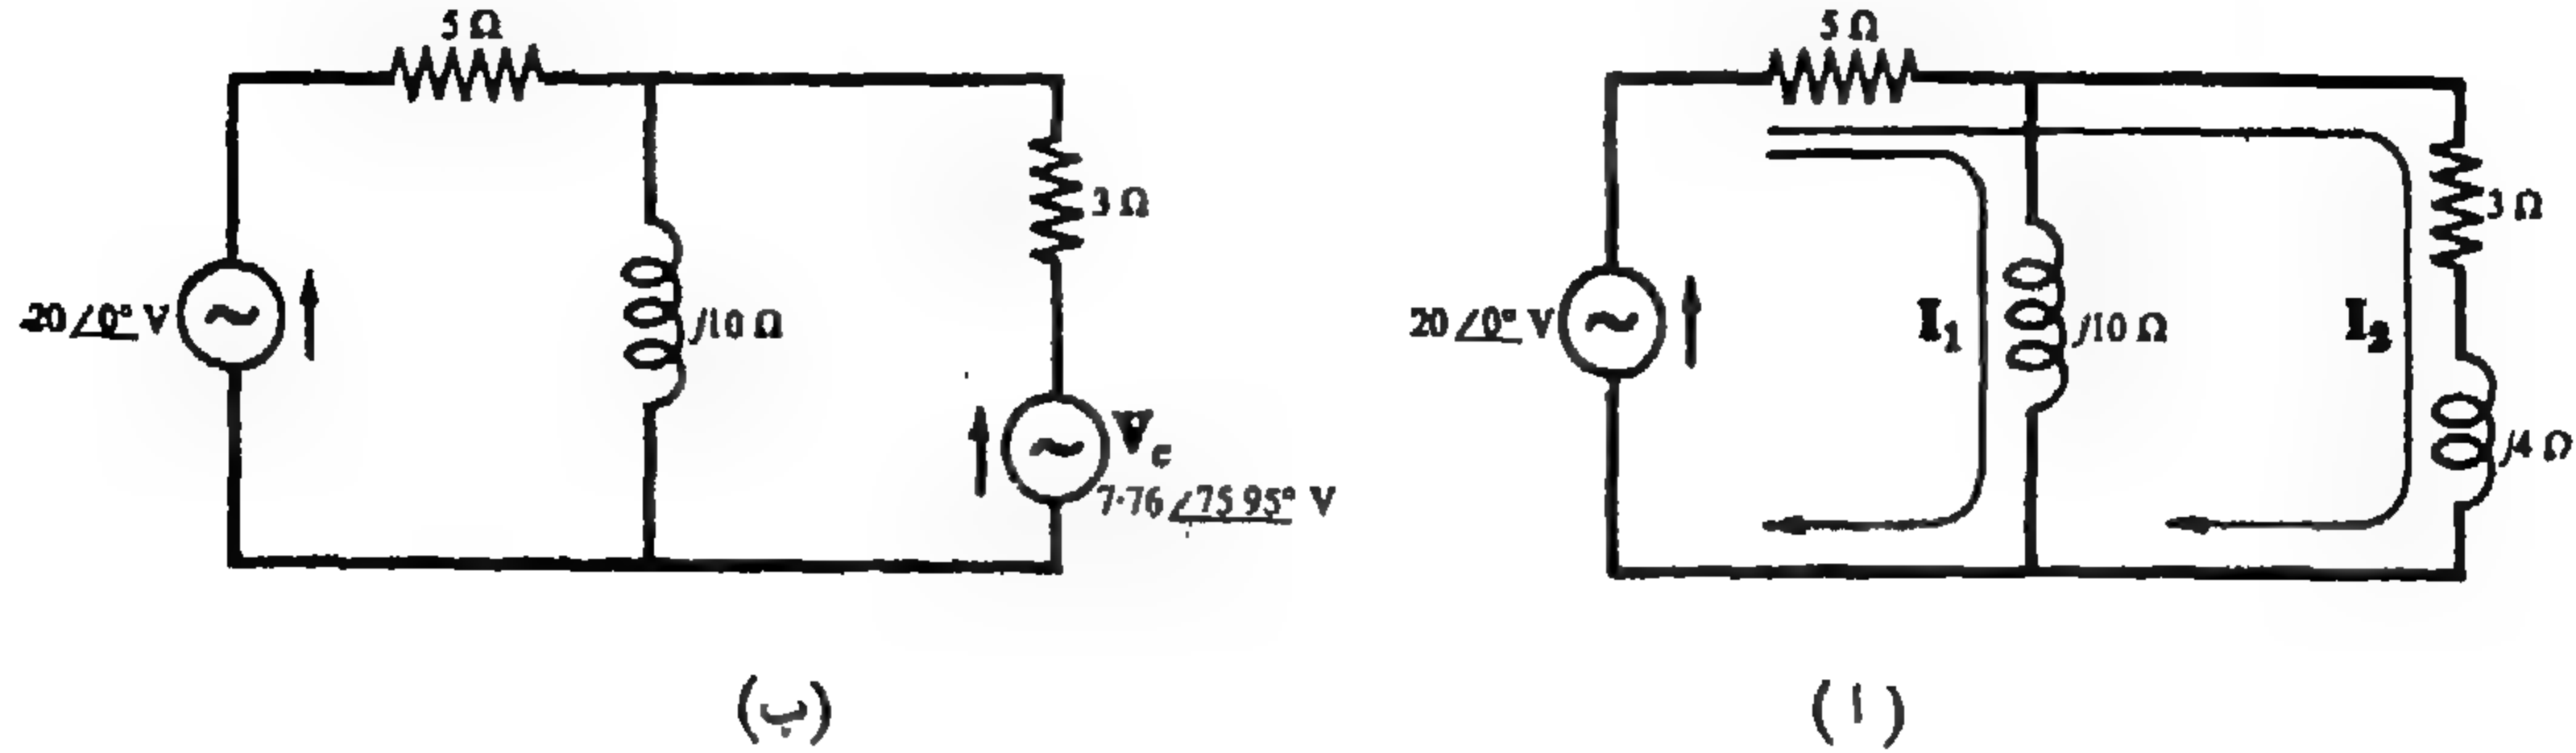 5 Ω
3 Ω
20 ∠0° V
j10 Ω
V_c
7·76 ∠75 95° V
(ب)
5 Ω
3 Ω
20 ∠0° V
I₁
j10 Ω
I₂
j4 Ω
(ا)